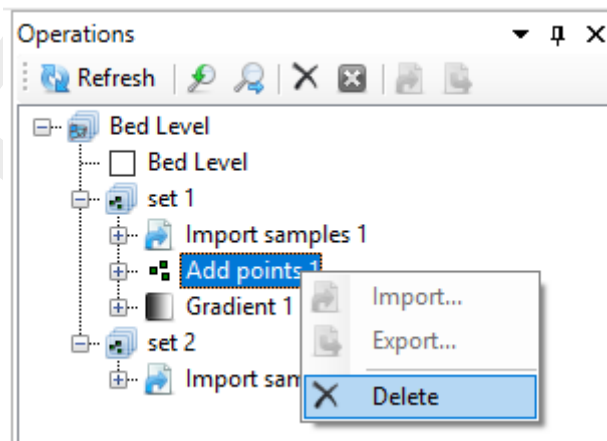 Operations
Refresh
Bed Level
Bed Level
set 1
Import samples 1
Add points 1
Gradient 1
Import...
Export...
set 2
Import
Delete